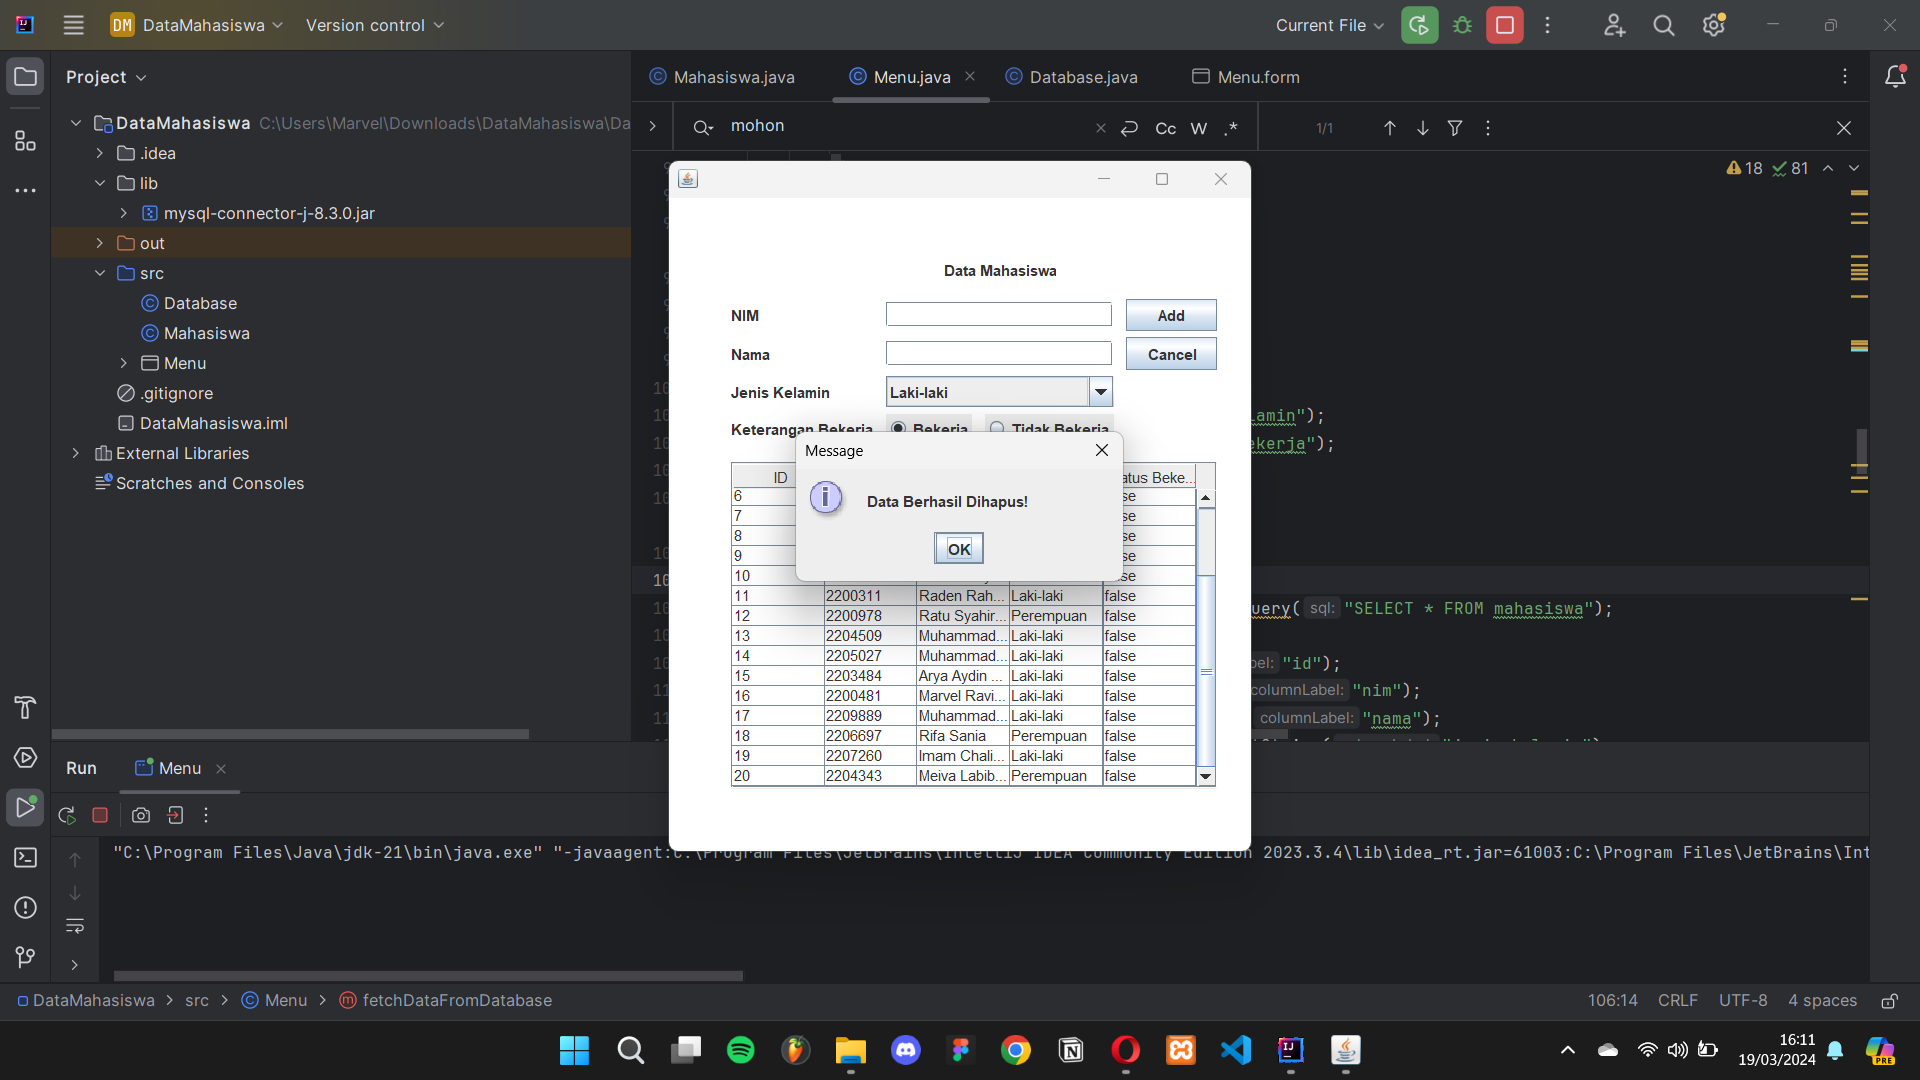 DM DataMahasiswa Version control Current File
Project
Mahasiswa.java Menu.java Database.java Menu.form
DataMahasiswa C:\Users\Marvel\Downloads\DataMahasiswa\Da
mohon Cc W .* 1/1
.idea
lib
mysql-connector-j-8.3.0.jar
out
src
Database
Mahasiswa
Menu
.gitignore
DataMahasiswa.iml
External Libraries
Scratches and Consoles
18 81
Data Mahasiswa
NIM Add
Nama Cancel
Jenis Kelamin Laki-laki
Keterangan Bekerja Bekerja Tidak Bekerja
Message
Data Berhasil Dihapus!
OK
ID atus Beke...
6 se
7 se
8 se
9 se
10 se
11 2200311 Raden Rah... Laki-laki false
12 2200978 Ratu Syahir... Perempuan false
13 2204509 Muhammad... Laki-laki false
14 2205027 Muhammad... Laki-laki false
15 2203484 Arya Aydin ... Laki-laki false
16 2200481 Marvel Ravi... Laki-laki false
17 2209889 Muhammad... Laki-laki false
18 2206697 Rifa Sania Perempuan false
19 2207260 Imam Chali... Laki-laki false
20 2204343 Meiva Labib... Perempuan false
lamin");
ekerja");
uery( sql: "SELECT * FROM mahasiswa");
bel: "id");
columnLabel: "nim");
columnLabel: "nama");
Run Menu
"C:\Program Files\Java\jdk-21\bin\java.exe" "-javaagent:C:\Program Files\JetBrains\IntelliJ IDEA Community Edition 2023.3.4\lib\idea_rt.jar=61003:C:\Program Files\JetBrains\Int
DataMahasiswa > src > Menu > fetchDataFromDatabase
106:14 CRLF UTF-8 4 spaces
16:11
19/03/2024
PRE